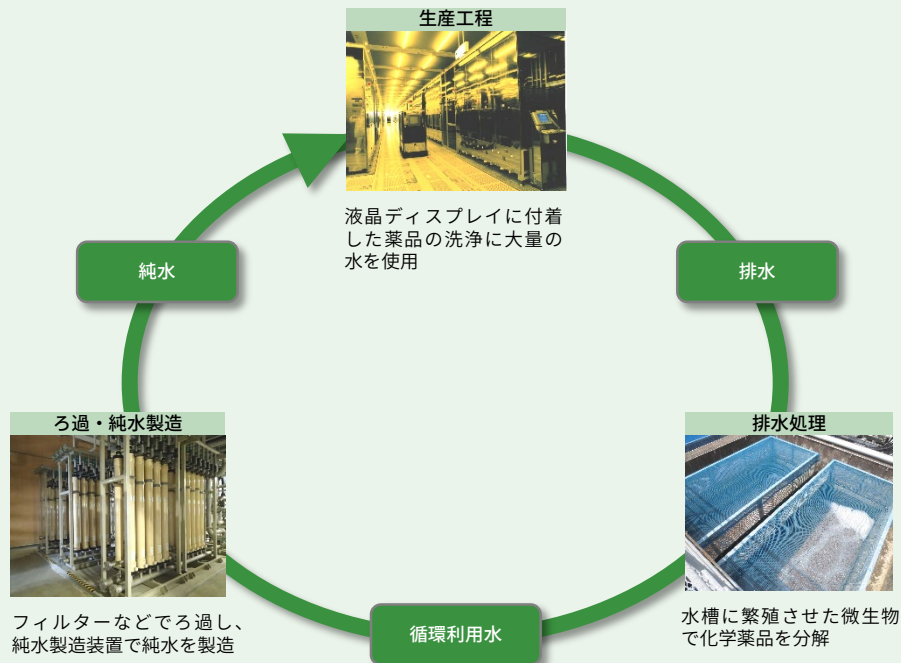 生産工程
液晶ディスプレイに付着
した薬品の洗浄に大量の
水を使用
純水
排水
ろ過・純水製造
排水処理
フィルターなどでろ過し、
純水製造装置で純水を製造
循環利用水
水槽に繁殖させた微生物
で化学薬品を分解